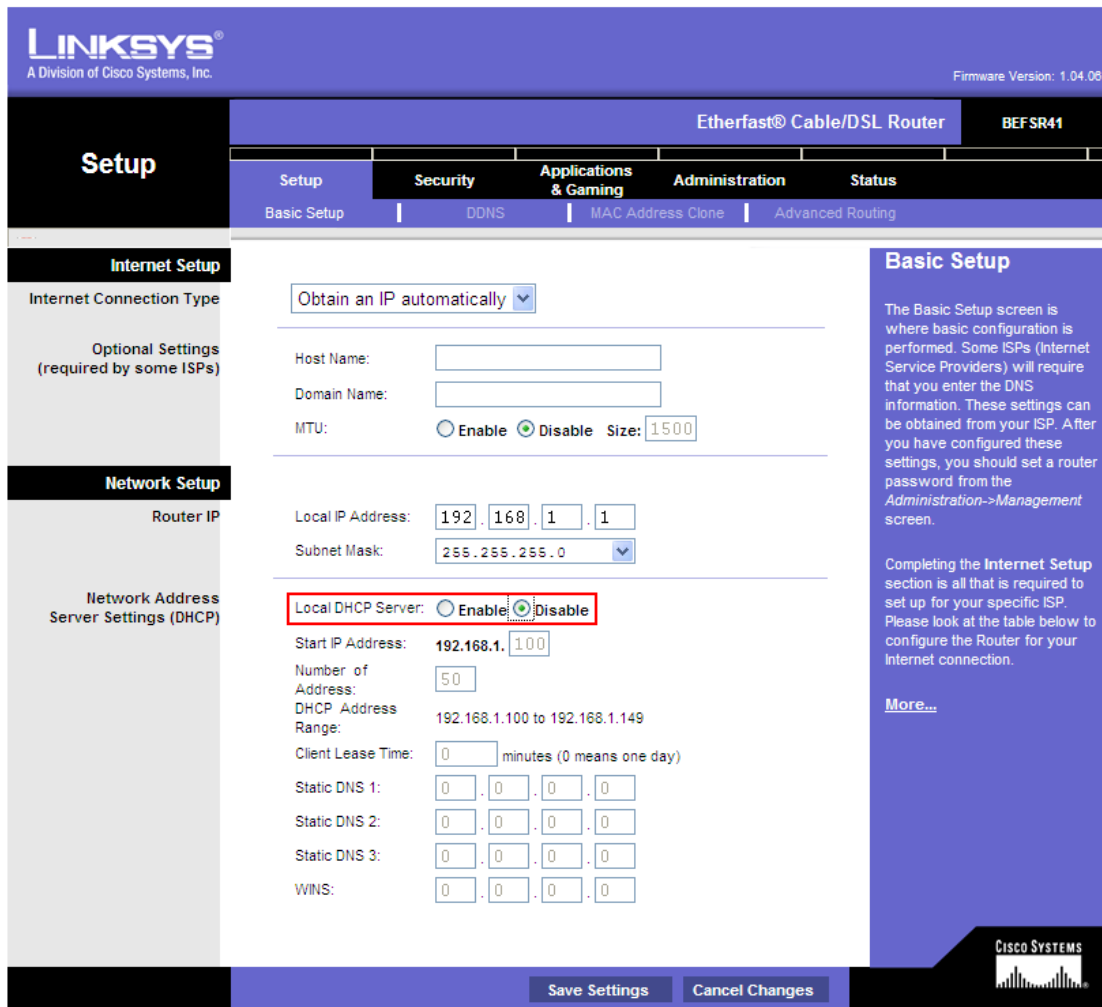 LINKSYS®
A Division of Cisco Systems, Inc.
Firmware Version: 1.04.06
Etherfast® Cable/DSL Router
BEFSR41
Setup
Setup
Security
Applications
& Gaming
Administration
Status
Basic Setup
DDNS
MAC Address Clone
Advanced Routing
Internet Setup
Internet Connection Type
Obtain an IP automatically
Optional Settings
(required by some ISPs)
Host Name:
Domain Name:
MTU:
Enable
Disable
Size: 1500
Network Setup
Router IP
Local IP Address: 192 . 168 . 1 . 1
Subnet Mask: 255.255.255.0
Network Address
Server Settings (DHCP)
Local DHCP Server: Enable Disable
Start IP Address: 192.168.1. 100
Number of
Address:
50
DHCP Address
Range:
192.168.1.100 to 192.168.1.149
Client Lease Time: 0 minutes (0 means one day)
Static DNS 1: 0 . 0 . 0 . 0
Static DNS 2: 0 . 0 . 0 . 0
Static DNS 3: 0 . 0 . 0 . 0
WINS: 0 . 0 . 0 . 0
Basic Setup
The Basic Setup screen is
where basic configuration is
performed. Some ISPs (Internet
Service Providers) will require
that you enter the DNS
information. These settings can
be obtained from your ISP. After
you have configured these
settings, you should set a router
password from the
Administration->Management
screen.
Completing the Internet Setup
section is all that is required to
set up for your specific ISP.
Please look at the table below to
configure the Router for your
Internet connection.
More...
Save Settings
Cancel Changes
CISCO SYSTEMS